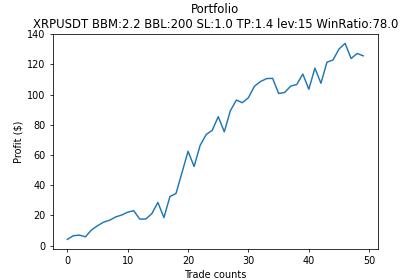 Portfolio
XRPUSDT BBM:2.2 BBL:200 SL:1.0 TP:1.4 lev:15 WinRatio:78.0
140
120
100
80
60
40
20
0
Profit ($)
0 10 20 30 40 50
Trade counts